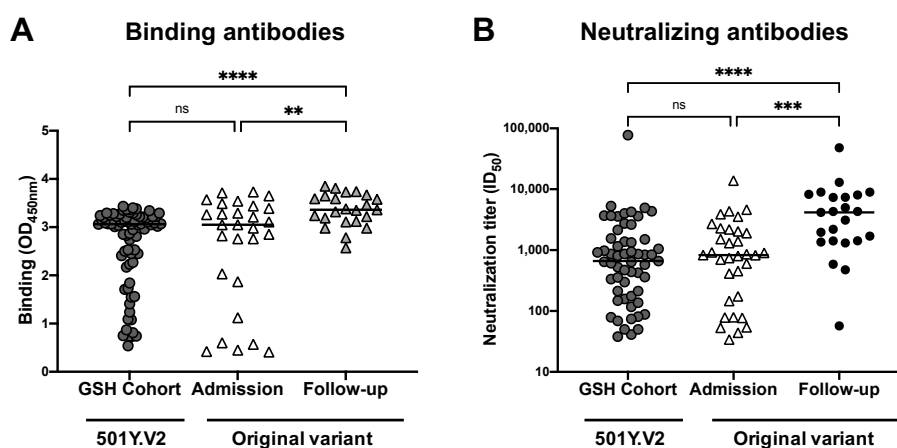 A
Binding antibodies
****
ns
**
Binding (OD450nm)
5
4
3
2
1
0
GSH Cohort
Admission
Follow-up
501Y.V2
Original variant
B
Neutralizing antibodies
****
ns
***
Neutralization titer (ID50)
100,000
10,000
1,000
100
10
GSH Cohort
Admission
Follow-up
501Y.V2
Original variant